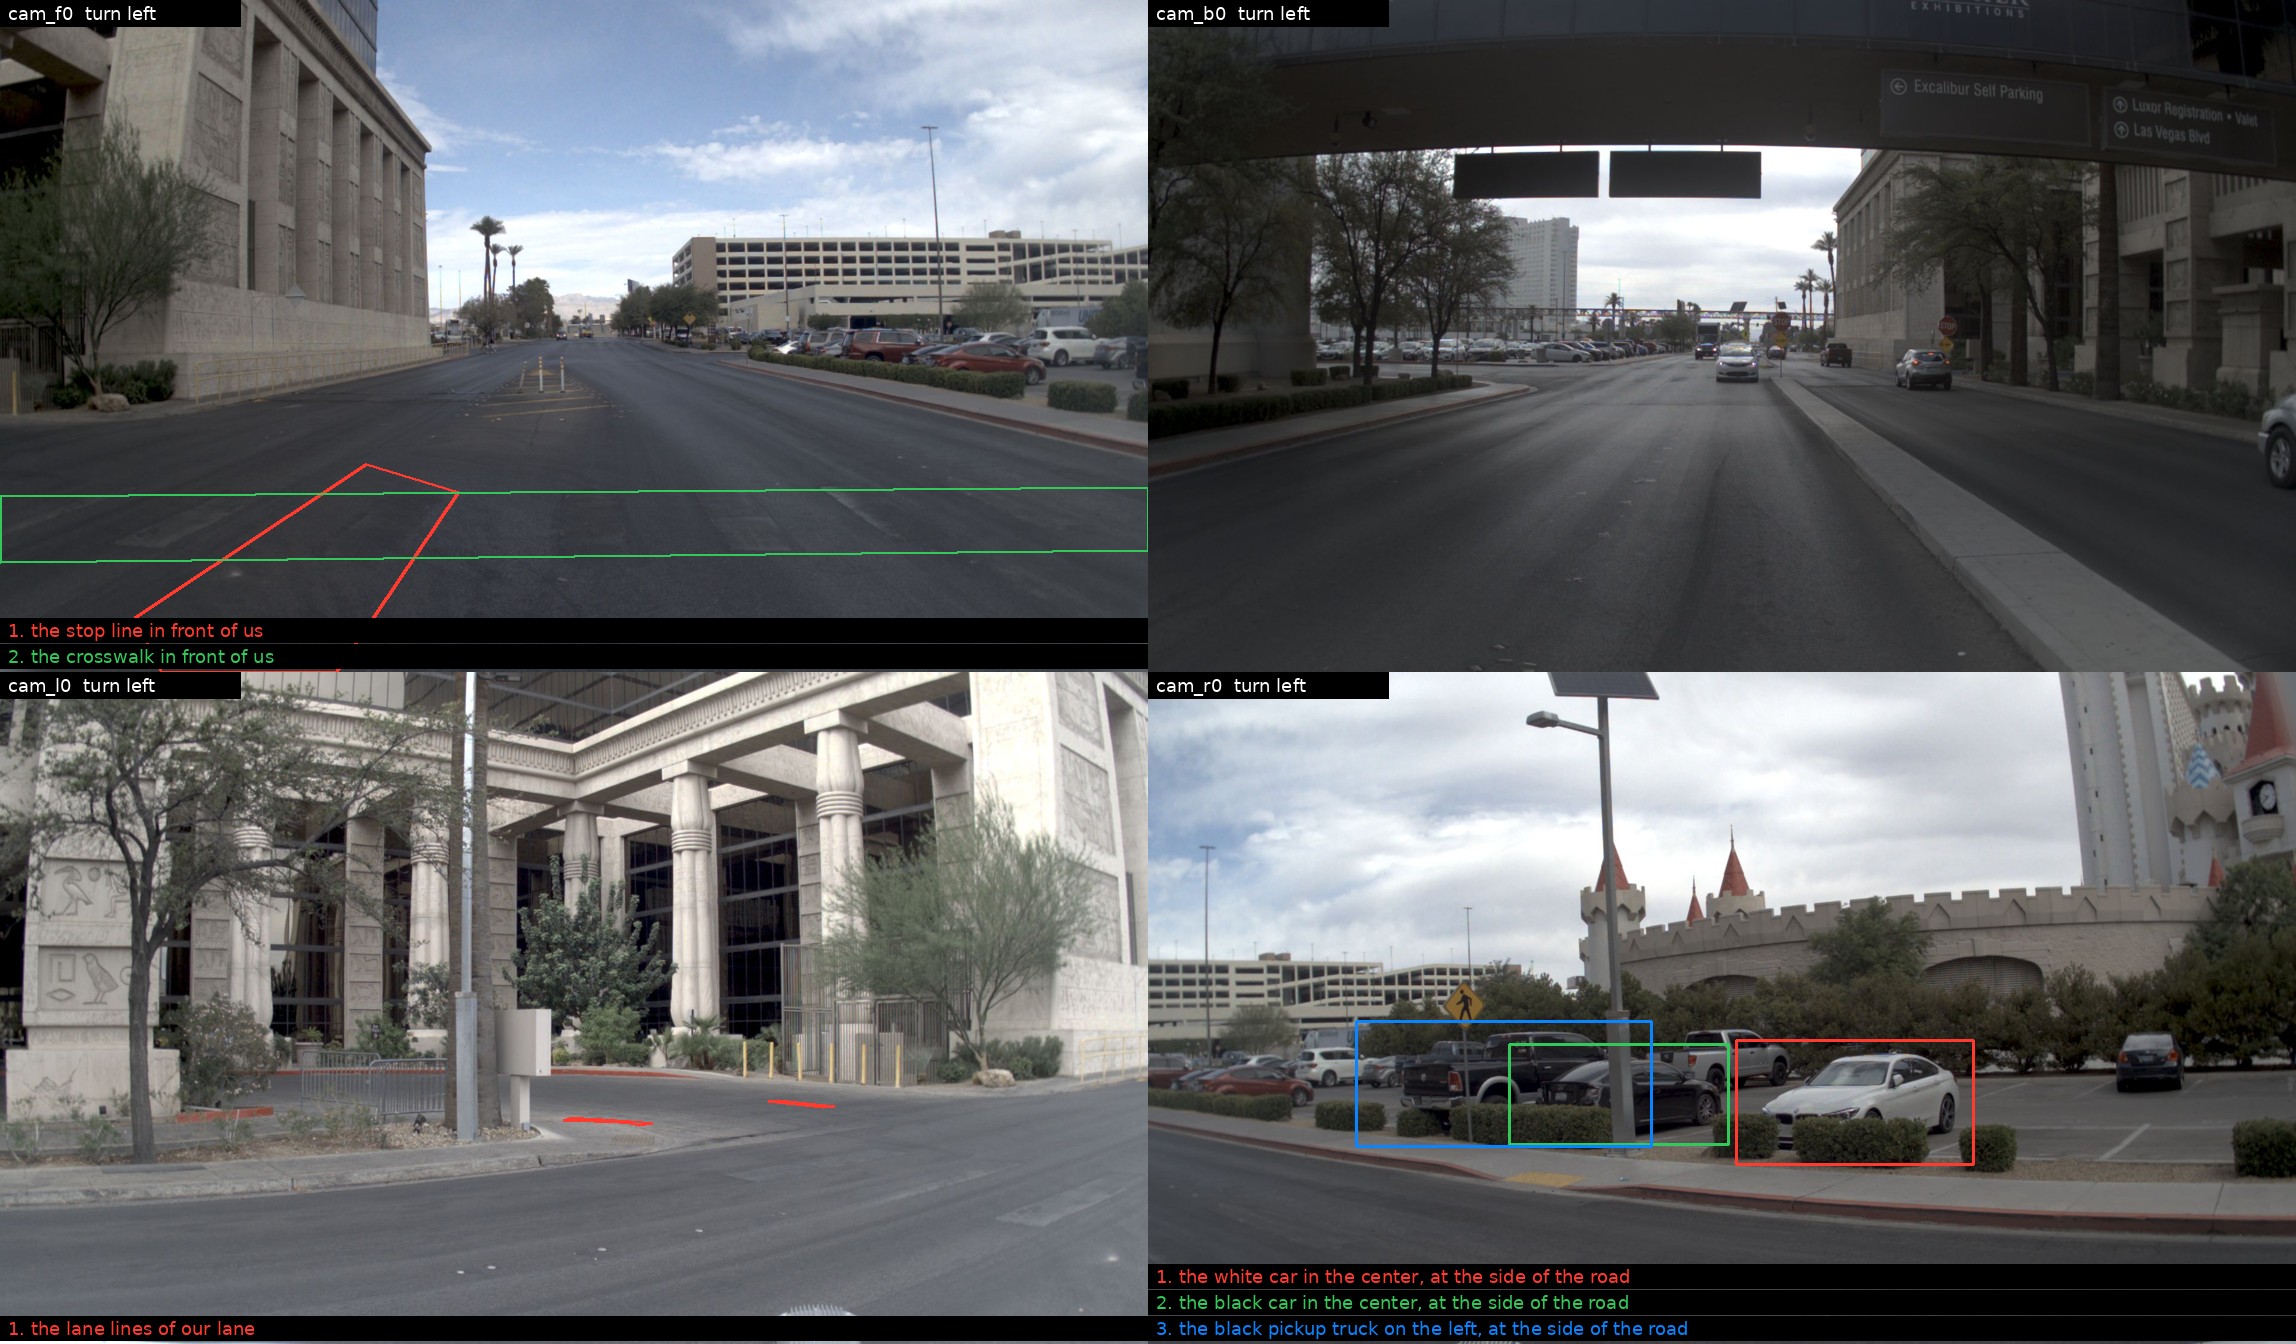 cam_f0 turn left
1. the stop line in front of us
2. the crosswalk in front of us
cam_b0 turn left
EXHIBITIONS
Excalibur Self Parking
Luxor Registration • Valet
Las Vegas Blvd
STOP
cam_l0 turn left
1. the lane lines of our lane
cam_r0 turn left
1. the white car in the center, at the side of the road
2. the black car in the center, at the side of the road
3. the black pickup truck on the left, at the side of the road